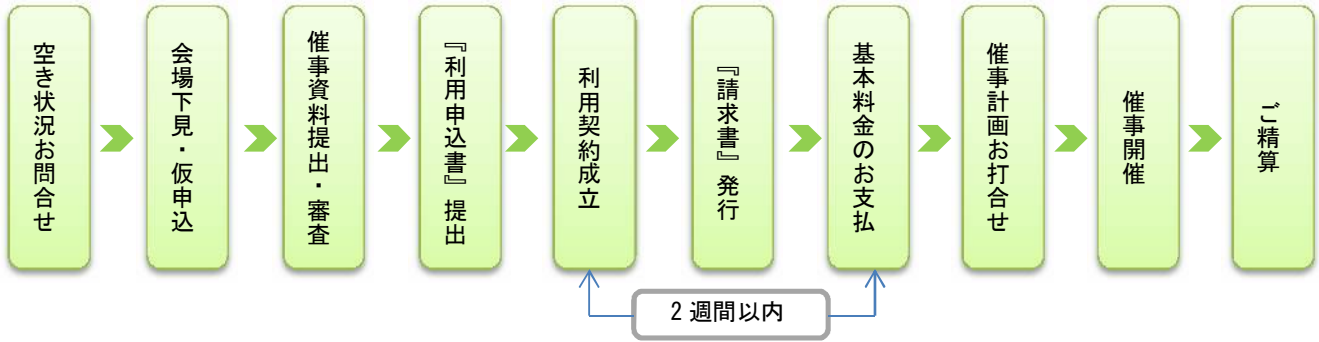 空き状況お問合せ
会場下見・仮申込
催事資料提出・審査
『利用申込書』提出
利用契約成立
『請求書』発行
基本料金のお支払
催事計画お打合せ
催事開催
ご精算
2週間以内